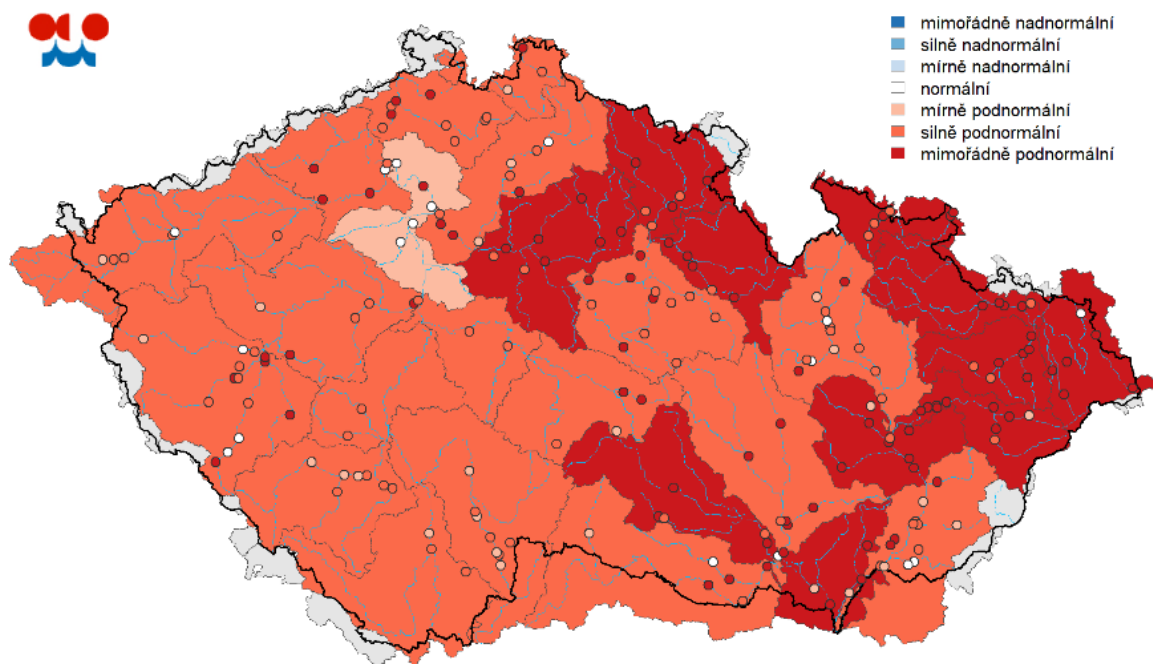 mimořádně nadnormální
silně nadnormální
mírně nadnormální
normální
mírně podnormální
silně podnormální
mimořádně podnormální